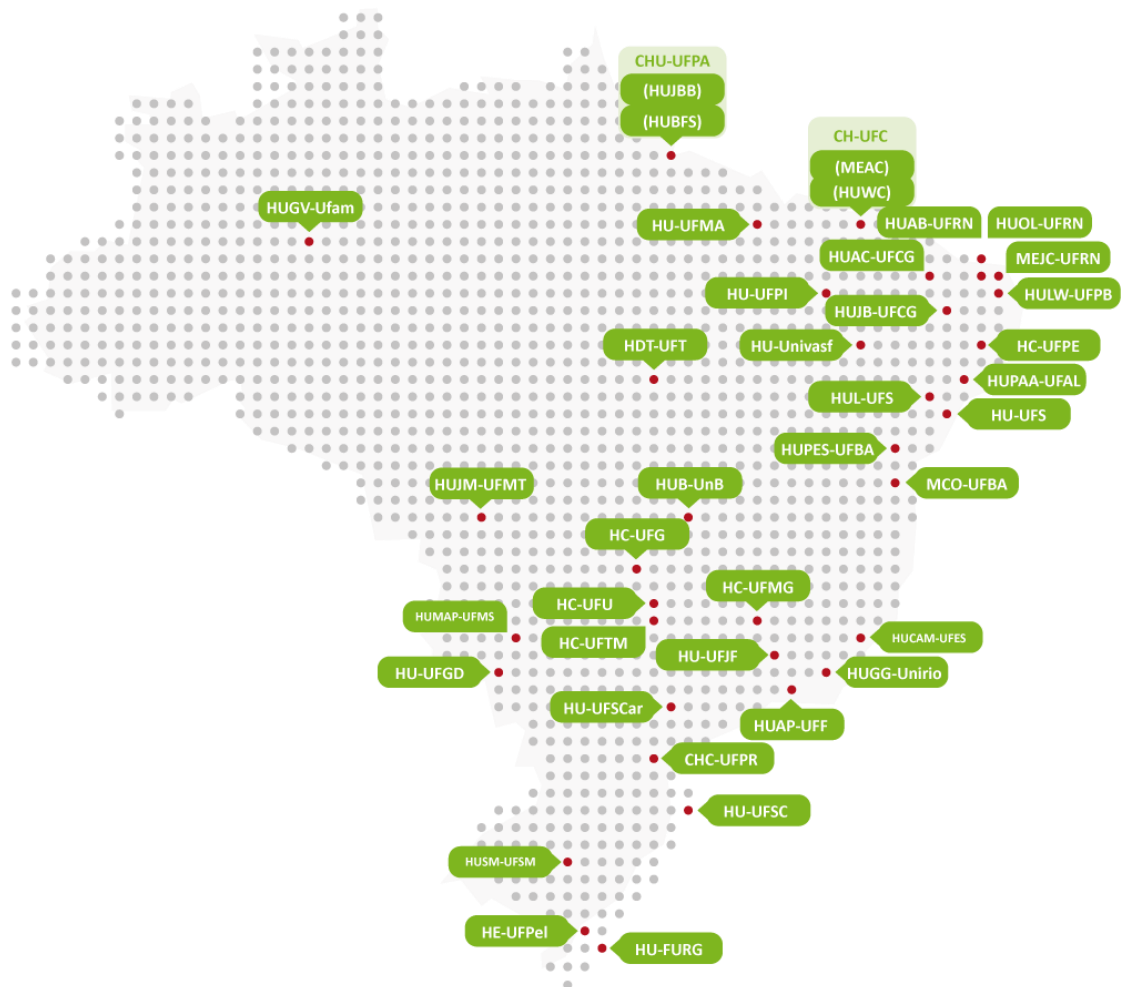 CHU-UFPA
(HUJBB)
(HUBFS)
CH-UFC
(MEAC)
(HUWC)
HUGV-Ufam
HU-UFMA
HUAB-UFRN
HUOL-UFRN
HUAC-UFCG
MEJC-UFRN
HU-UFPI
HULW-UFPB
HUJB-UFCG
HDT-UFT
HU-Univasf
HC-UFPE
HUPAA-UFAL
HUL-UFS
HU-UFS
HUPES-UFBA
HUJM-UFMT
HUB-UnB
MCO-UFBA
HC-UFG
HC-UFMG
HC-UFU
HUMAP-UFMS
HC-UFTM
HU-UFJF
HUCAM-UFES
HU-UFGD
HUGG-Unirio
HU-UFSCar
HUAP-UFF
CHC-UFPR
HU-UFSC
HUSM-UFSM
HE-UFPel
HU-FURG